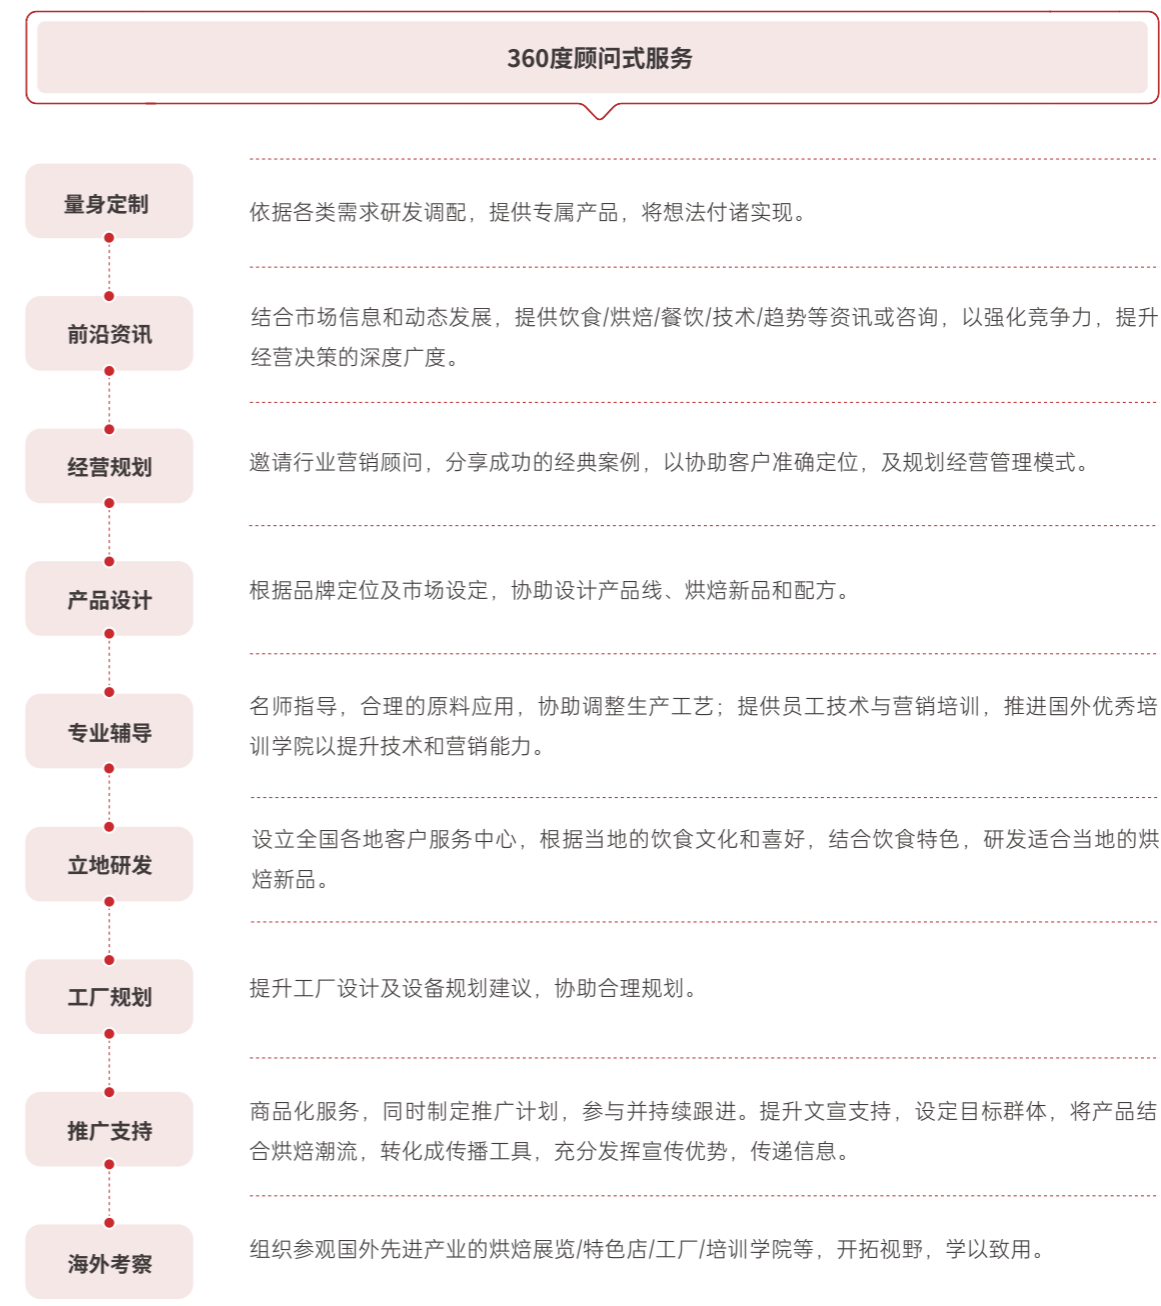 360度顾问式服务
量身定制
依据各类需求研发调配，提供专属产品，将想法付诸实现。
前沿资讯
结合市场信息和动态发展，提供饮食/烘焙/餐饮/技术/趋势等资讯或咨询，以强化竞争力，提升
经营决策的深度广度。
经营规划
邀请行业营销顾问，分享成功的经典案例，以协助客户准确定位，及规划经营管理模式。
产品设计
根据品牌定位及市场设定，协助设计产品线、烘焙新品和配方。
专业辅导
名师指导，合理的原料应用，协助调整生产工艺；提供员工技术与营销培训，推进国外优秀培
训学院以提升技术和营销能力。
立地研发
设立全国各地客户服务中心，根据当地的饮食文化和喜好，结合饮食特色，研发适合当地的烘
焙新品。
工厂规划
提升工厂设计及设备规划建议，协助合理规划。
推广支持
商品化服务，同时制定推广计划，参与并持续跟进。提升文宣支持，设定目标群体，将产品结
合烘焙潮流，转化成传播工具，充分发挥宣传优势，传递信息。
海外考察
组织参观国外先进产业的烘焙展览/特色店/工厂/培训学院等，开拓视野，学以致用。